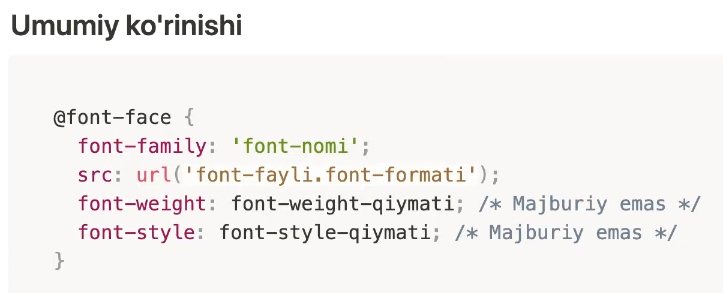 Umumiy ko'rinishi
@font-face {
  font-family: 'font-nomi';
  src: url('font-fayli.font-formati');
  font-weight: font-weight-qiymati; /* Majburiy emas */
  font-style: font-style-qiymati; /* Majburiy emas */
}